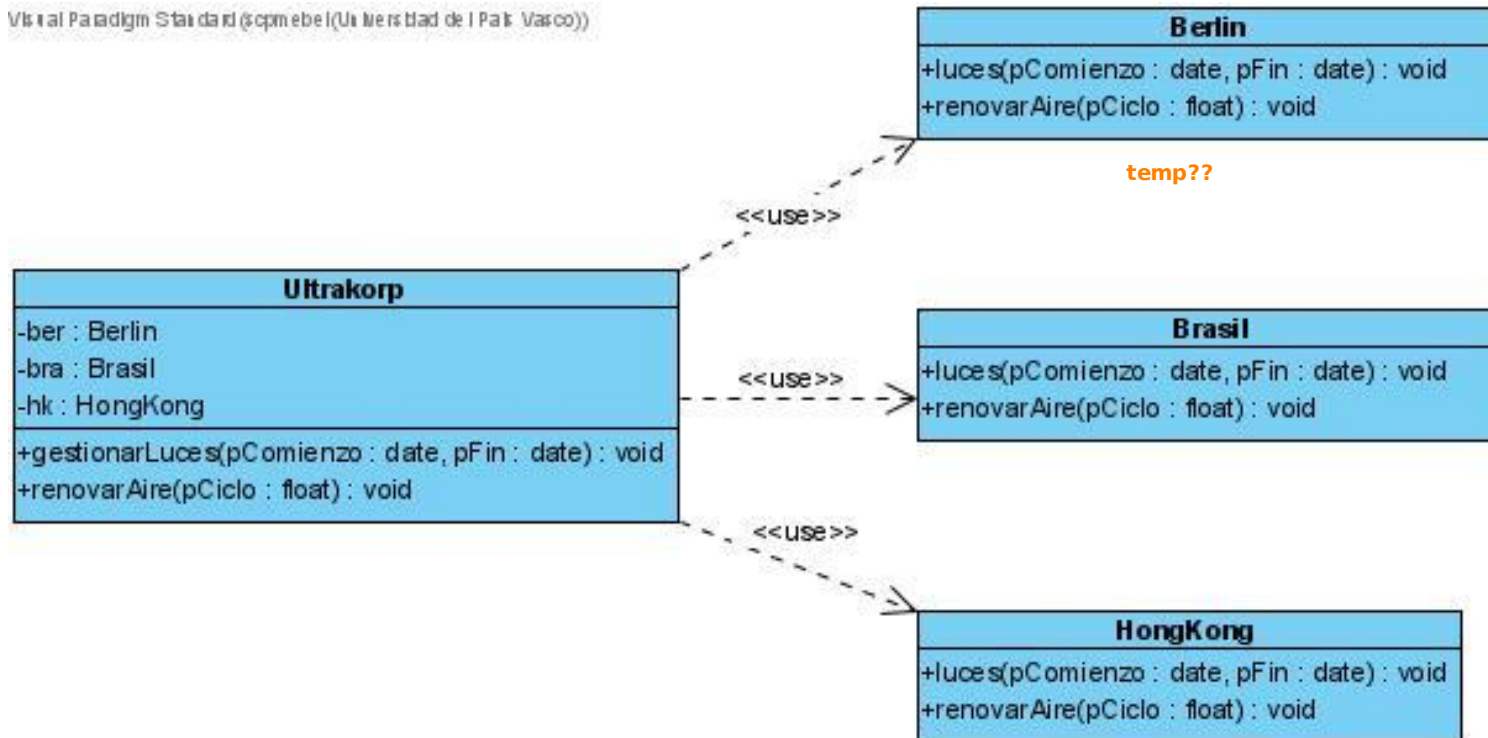 Visual Paradigm Standard(scpmebel(Universidad del País Vasco))
Berlin
+luces(pComienzo : date, pFin : date) : void
+renovarAire(pCiclo : float) : void
temp??
<<use>>
Ultrakorp
-ber : Berlin
-bra : Brasil
-hk : HongKong
+gestionarLuces(pComienzo : date, pFin : date) : void
+renovarAire(pCiclo : float) : void
<<use>>
Brasil
+luces(pComienzo : date, pFin : date) : void
+renovarAire(pCiclo : float) : void
<<use>>
HongKong
+luces(pComienzo : date, pFin : date) : void
+renovarAire(pCiclo : float) : void